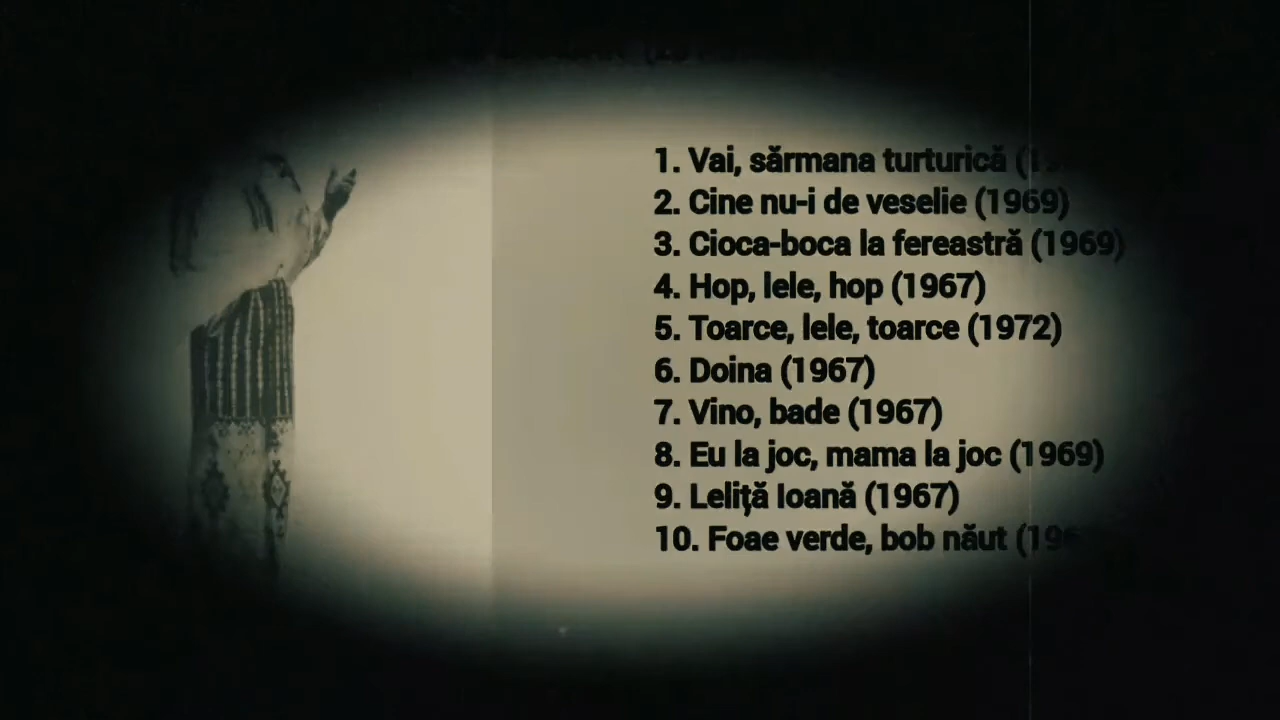 1. Vai, sărmana turturică
2. Cine nu-i de veselie (1969)
3. Cioca-boca la fereastră (1969)
4. Hop, lele, hop (1967)
5. Toarce, lele, toarce (1972)
6. Doina (1967)
7. Vino, bade (1967)
8. Eu la joc, mama la joc (1969)
9. Leliță Ioană (1967)
10. Foae verde, bob năut